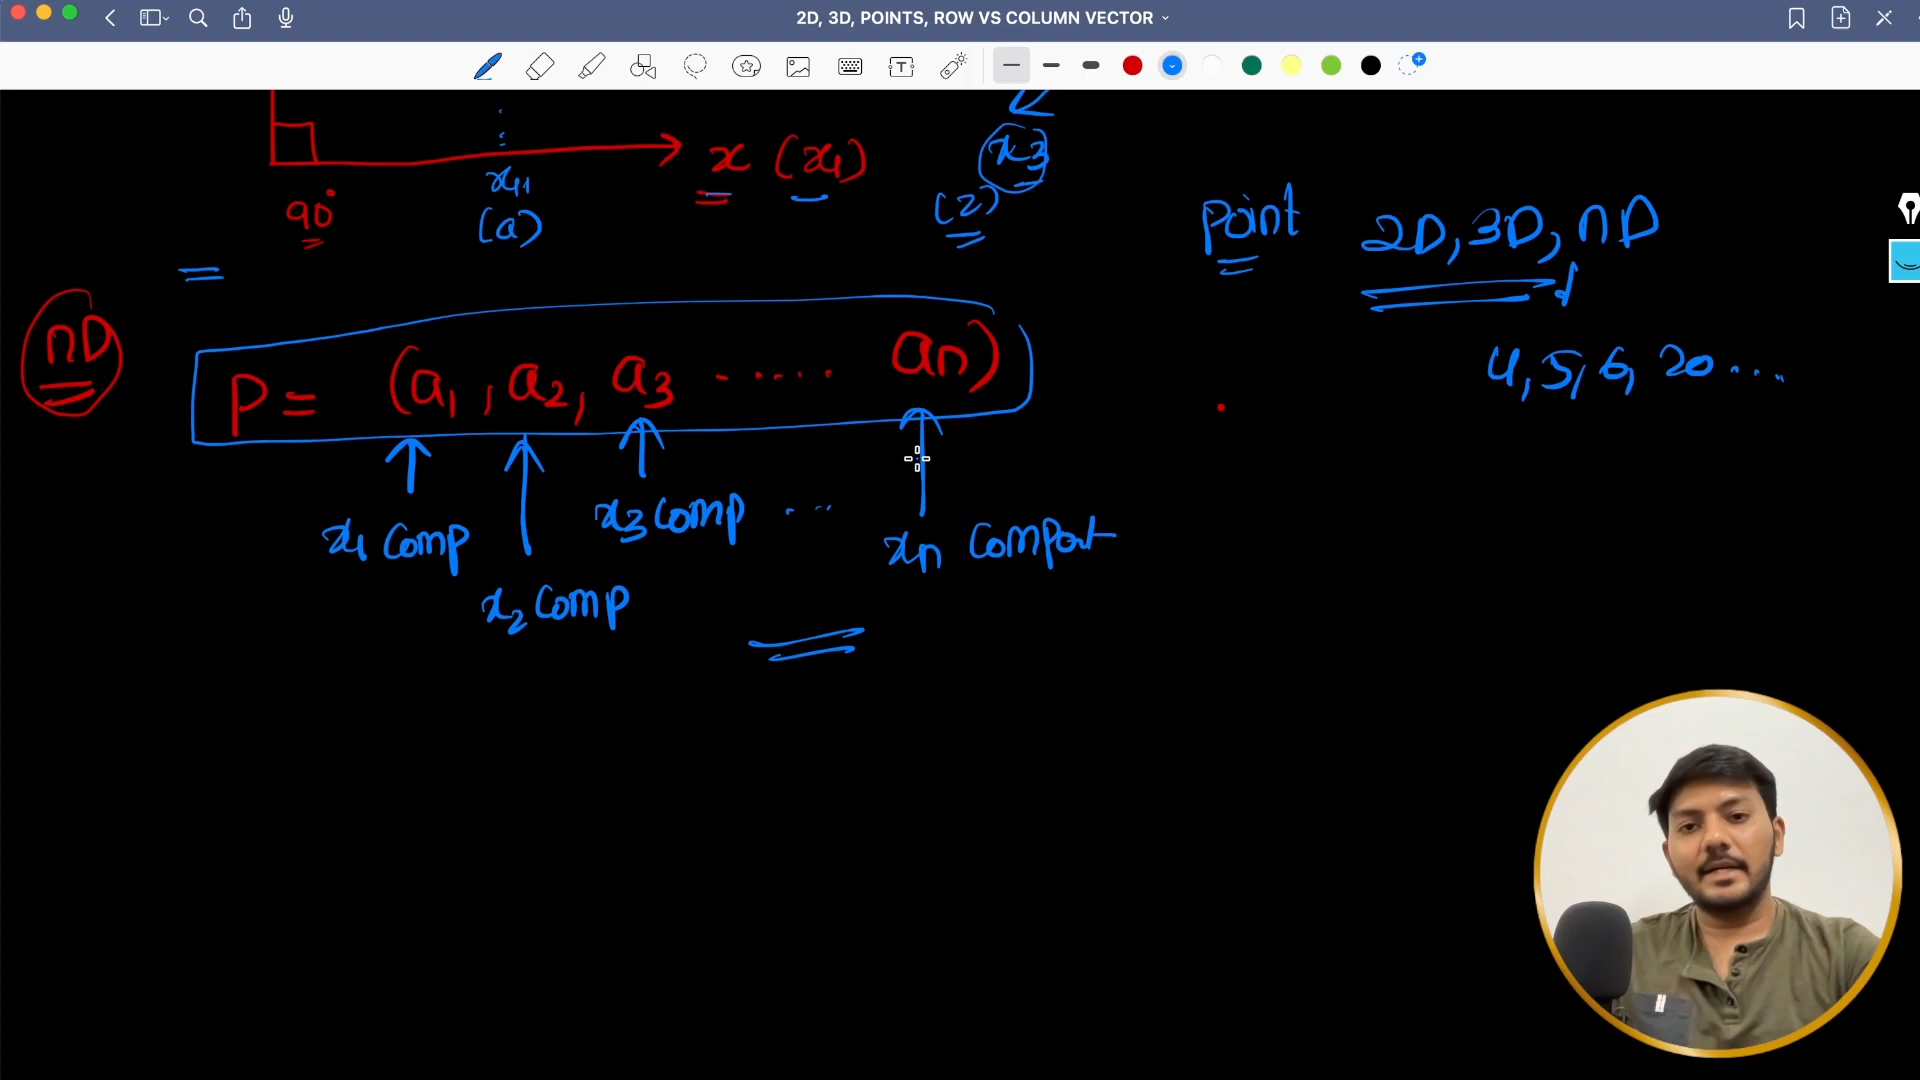 2D, 3D, POINTS, ROW VS COLUMN VECTOR
x (x1)
x3
(z)
90°
x11
(a)
Point 2D, 3D, nD
4, 5, 6, 20 ...
nD
P = (a1, a2, a3 ...... an)
x1 Comp
x2 Comp
x3 Comp ...
xn